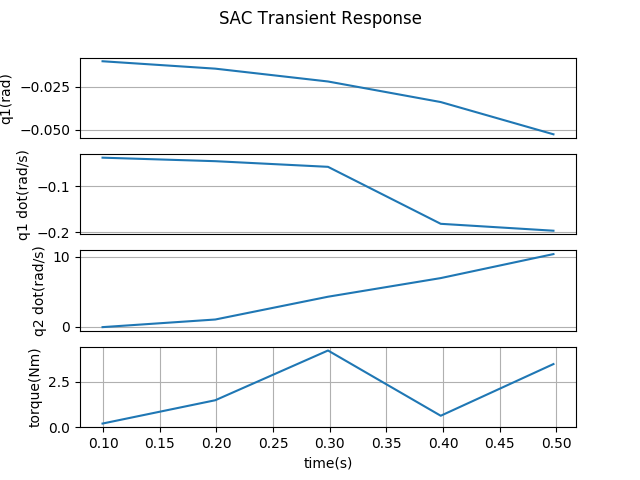 SAC Transient Response
q1(rad)
−0.025
−0.050
q1 dot(rad/s)
−0.1
−0.2
q2 dot(rad/s)
10
0
torque(Nm)
2.5
0.0
0.10 0.15 0.20 0.25 0.30 0.35 0.40 0.45 0.50
time(s)